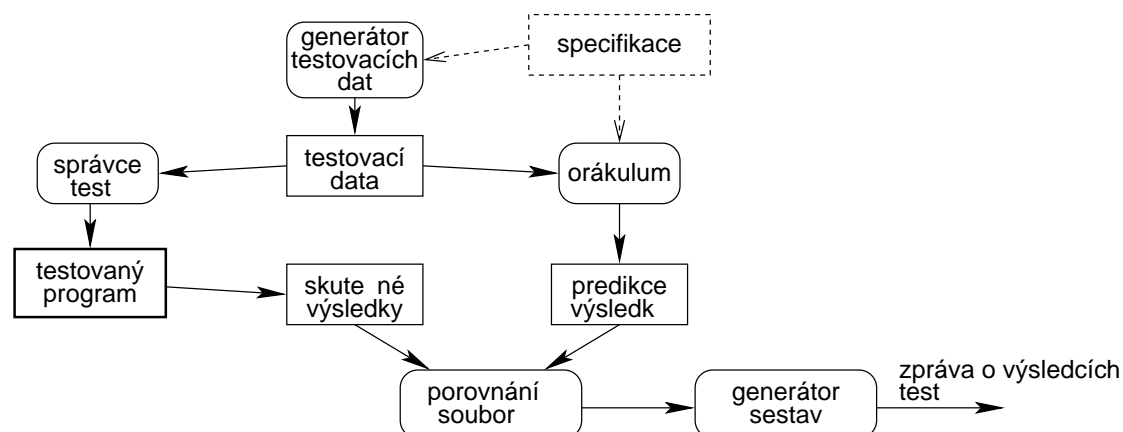 generátor
testovacích
dat
specifikace
správce
test
testovací
data
orákulum
testovaný
program
skute né
výsledky
predikce
výsledk
porovnání
soubor
generátor
sestav
zpráva o výsledcích
test